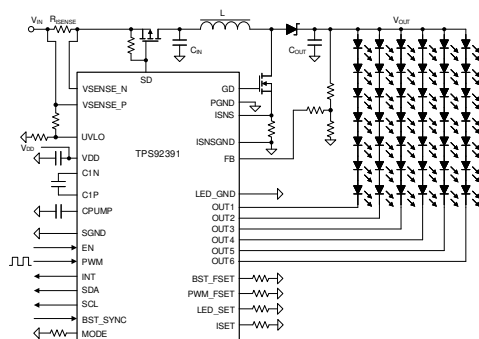 VIN RISENSE L VOUT
CIN COUT
SD
VSENSE_N GD
VSENSE_P PGND
ISNS
UVLO
ISNSGND
VDD
VDD FB
TPS92391
C1N
C1P LED_GND
CPUMP OUT1
OUT2
SGND OUT3
EN OUT4
PWM OUT5
INT OUT6
SDA BST_FSET
SCL PWM_FSET
BST_SYNC LED_SET
MODE ISET